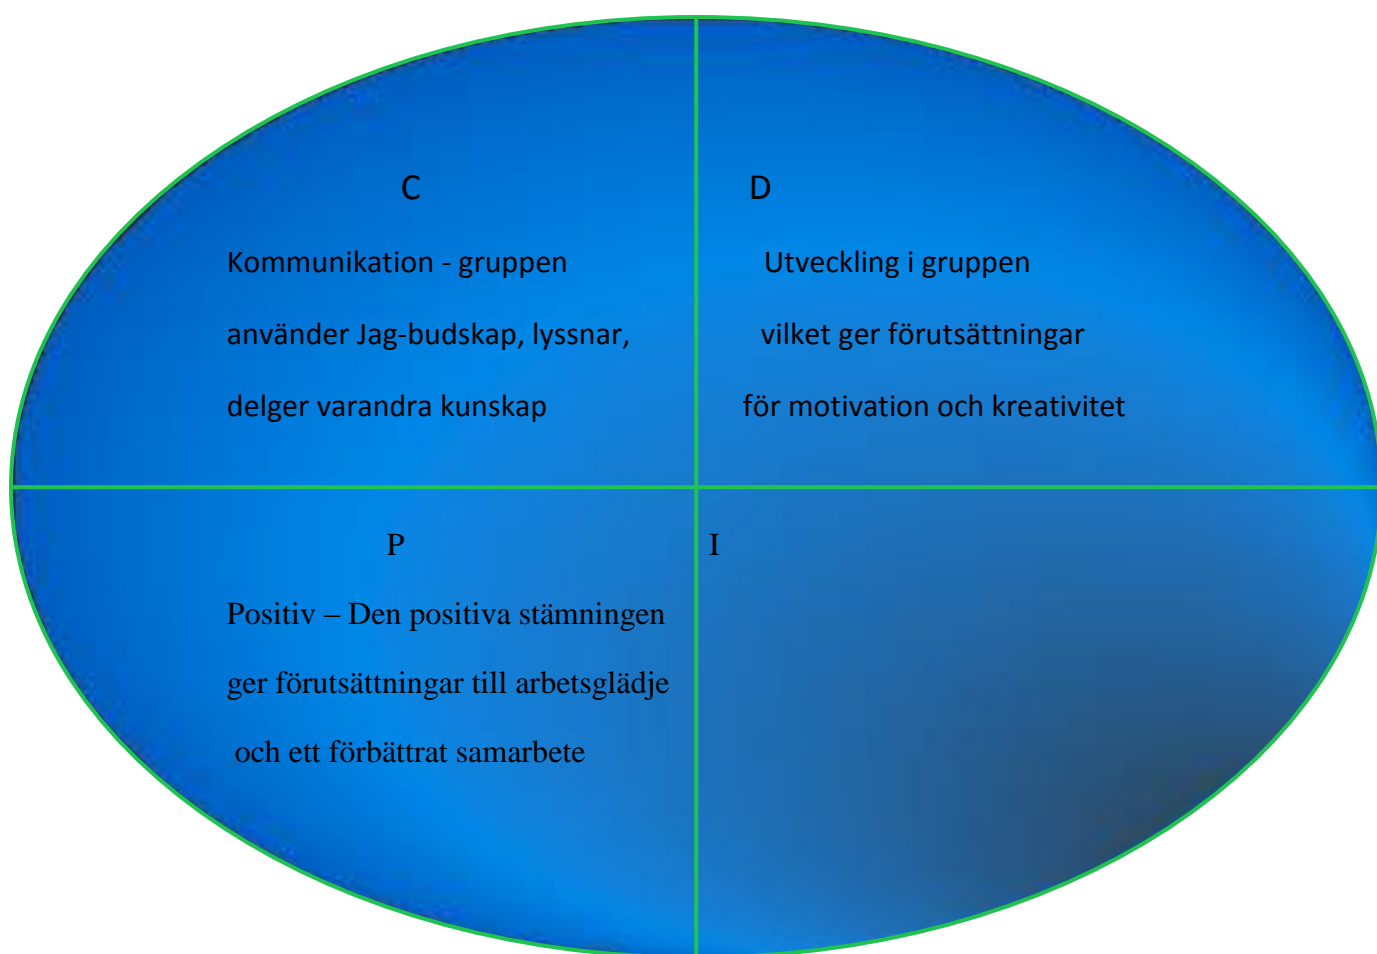 C
Kommunikation - gruppen
använder Jag-budskap, lyssnar,
delger varandra kunskap
D
Utveckling i gruppen
vilket ger förutsättningar
för motivation och kreativitet
P
Positiv – Den positiva stämningen
ger förutsättningar till arbetsglädje
och ett förbättrat samarbete
I